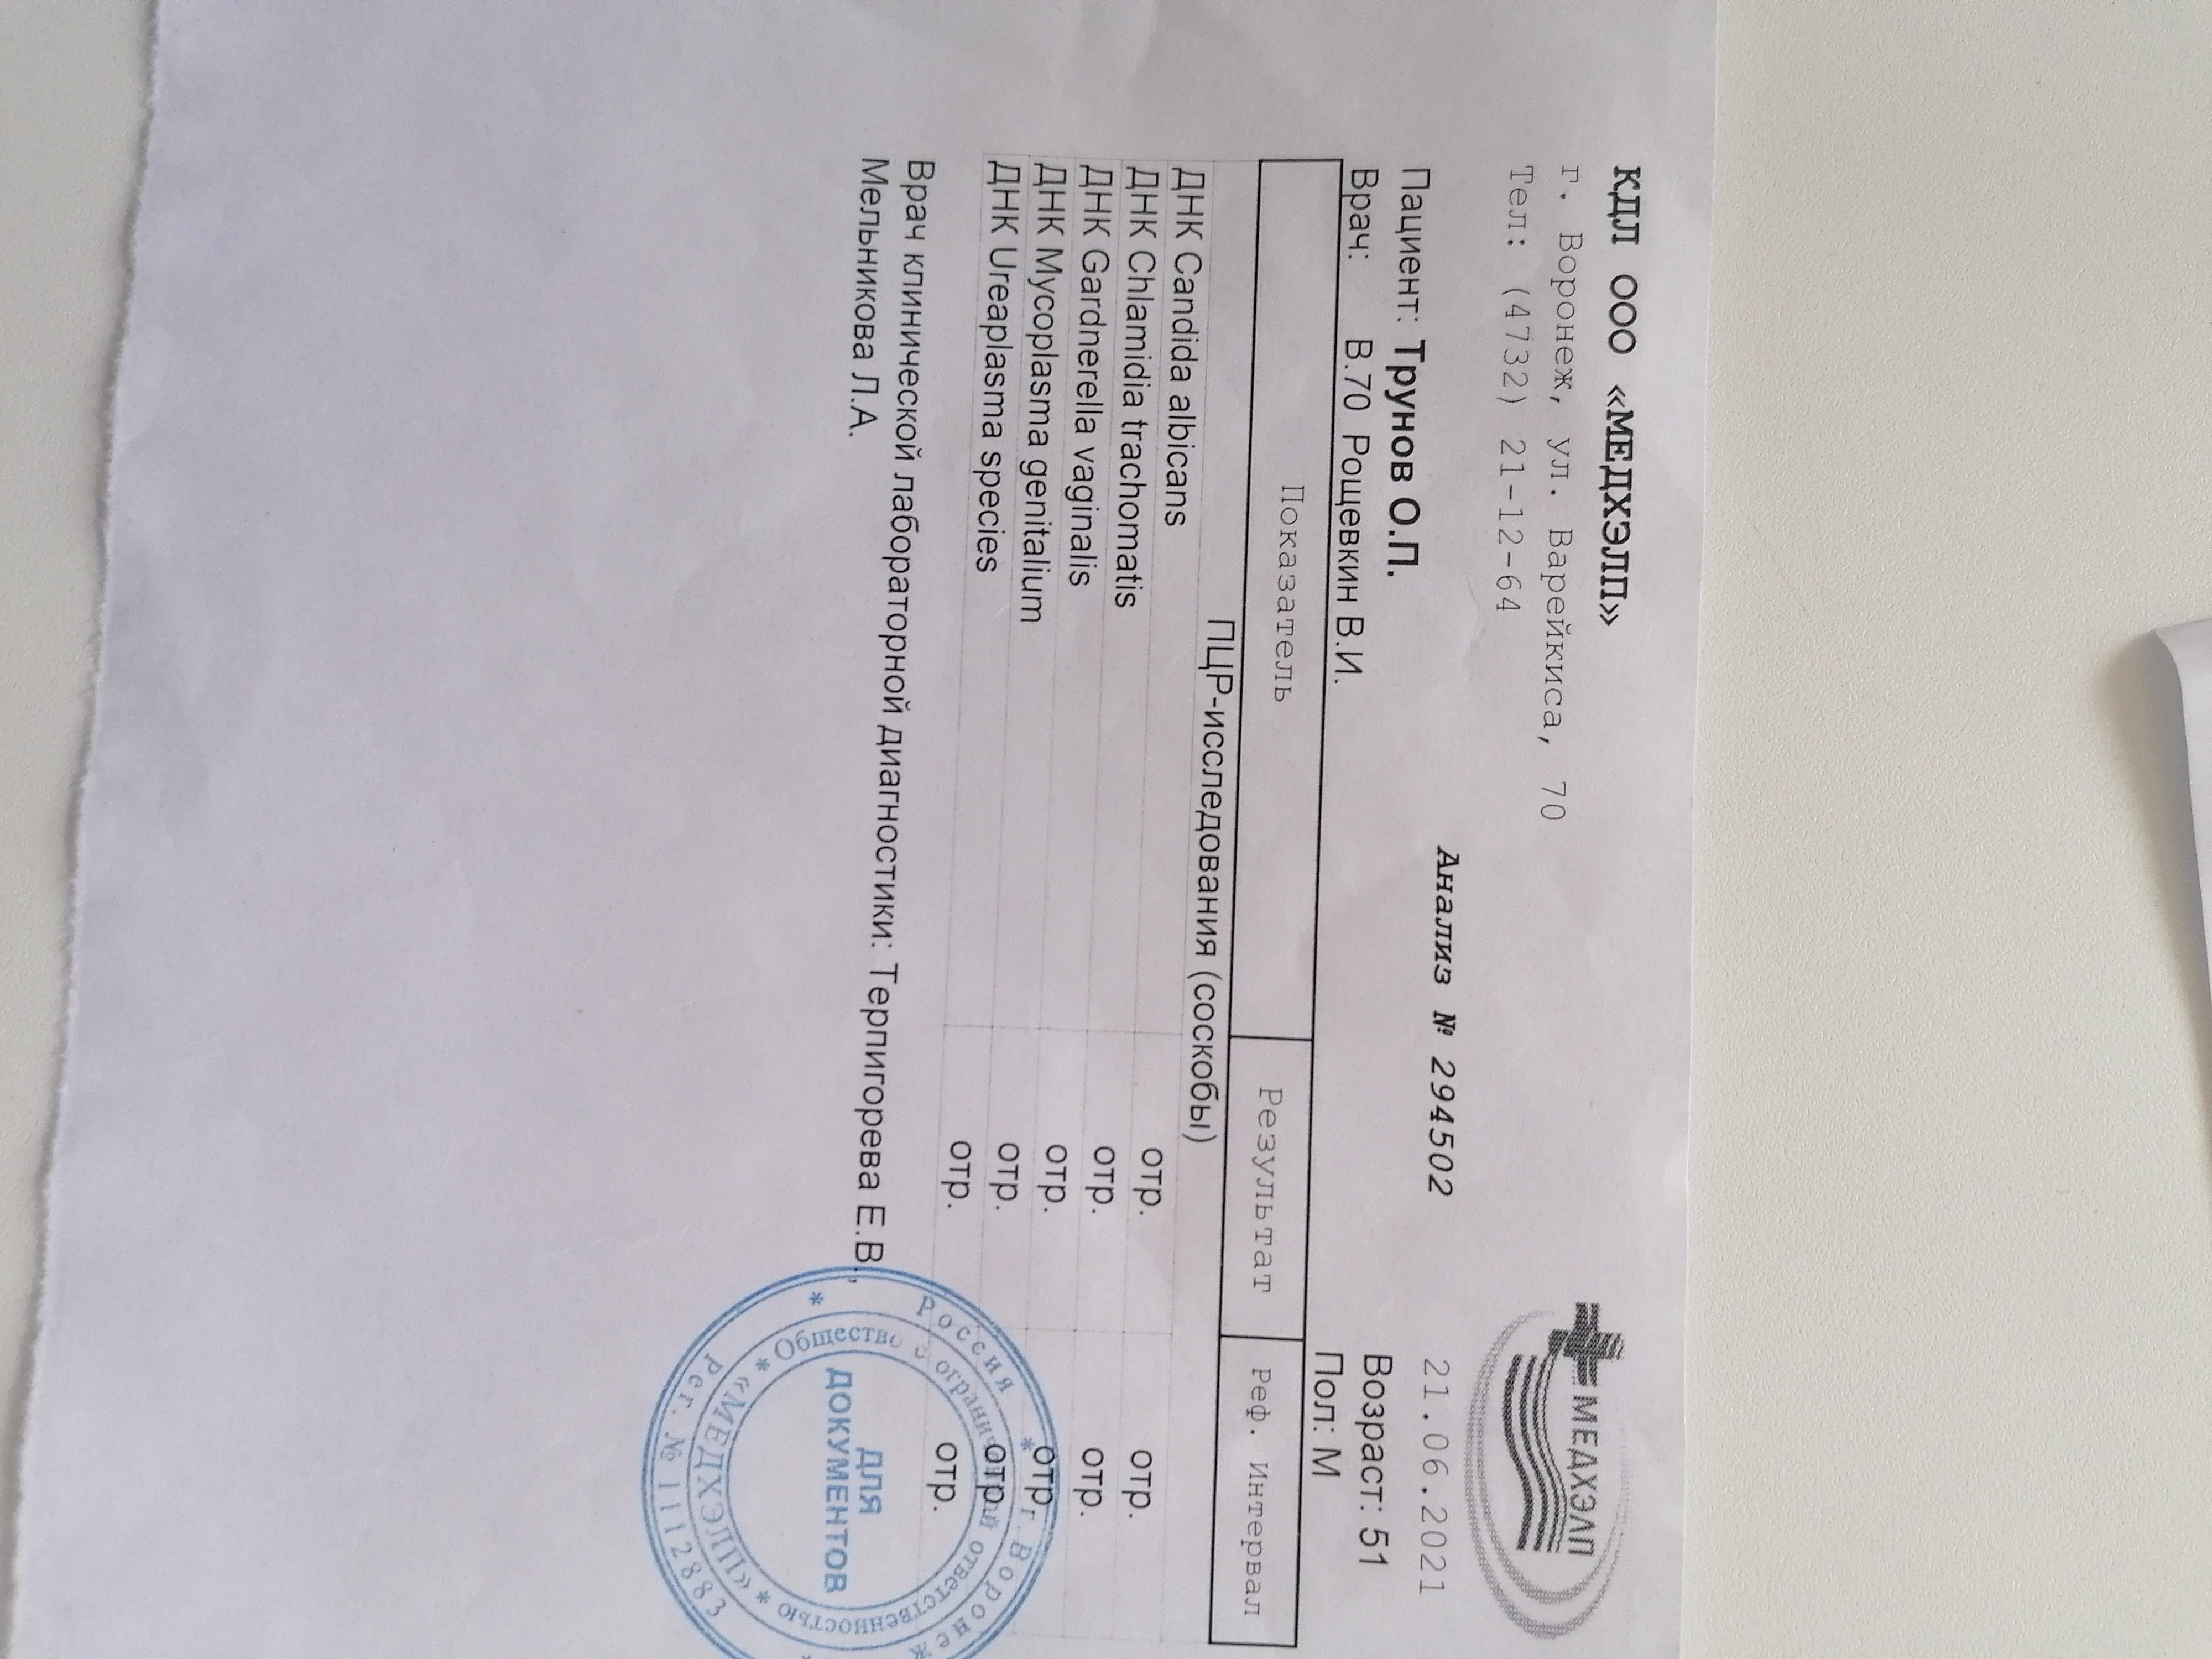 КДЛ ООО «МЕДХЭЛП»
г. Воронеж, ул. Варейкиса, 70
Тел: (4732) 21-12-64
МЕДХЭЛП
Анализ № 294502
21.06.2021
Пациент: Трунов О.П.
Возраст: 51
Врач: В.70 Рощевкин В.И.
Пол: М
Показатель Результат Реф. Интервал
ПЦР-исследования (соскобы)
ДНК Candida albicans отр. отр.
ДНК Chlamidia trachomatis отр. отр.
ДНК Gardnerella vaginalis отр. отр.
ДНК Mycoplasma genitalium отр. отр.
ДНК Ureaplasma species отр. отр.
Врач клинической лабораторной диагностики: Терпигорева Е.В.,
Мельникова Л.А.
Россия * г Воронеж
* Общество с ограниченной ответственностью *
«МЕДХЭЛП»
Рег. № 1112883
ДЛЯ
ДОКУМЕНТОВ